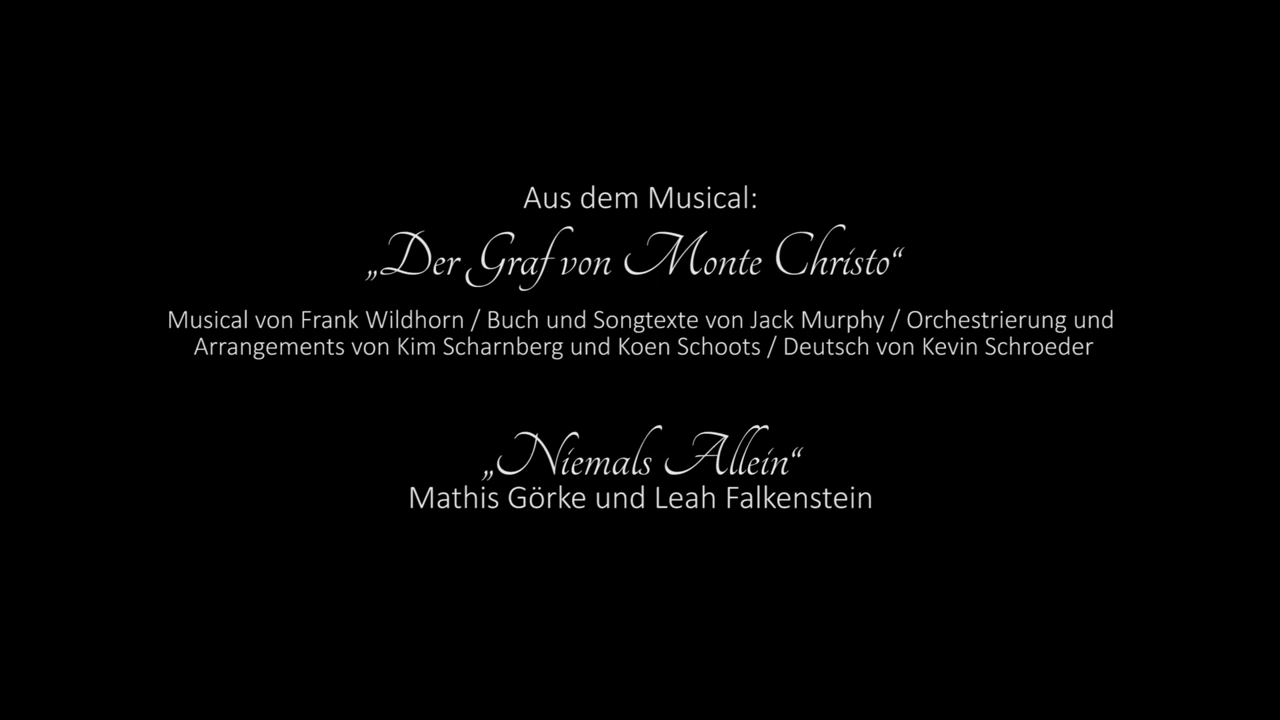 Aus dem Musical:
„Der Graf von Monte Christo“
Musical von Frank Wildhorn / Buch und Songtexte von Jack Murphy / Orchestrierung und
Arrangements von Kim Scharnberg und Koen Schoots / Deutsch von Kevin Schroeder
„Niemals Allein“
Mathis Görke und Leah Falkenstein